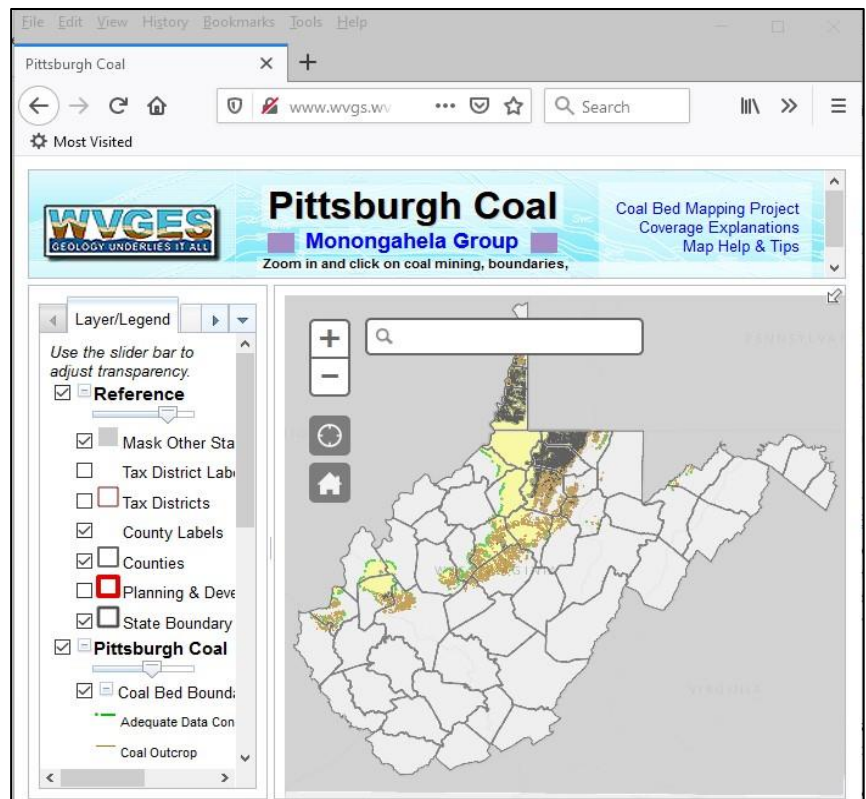 File Edit View History Bookmarks Tools Help
Pittsburgh Coal
www.wvgs.wv
Search
Most Visited
WVGES
GEOLOGY UNDERLIES IT ALL
Pittsburgh Coal
Monongahela Group
Zoom in and click on coal mining, boundaries,
Coal Bed Mapping Project
Coverage Explanations
Map Help & Tips
Layer/Legend
Use the slider bar to
adjust transparency.
Reference
Mask Other Sta
Tax District Lab
Tax Districts
County Labels
Counties
Planning & Deve
State Boundary
Pittsburgh Coal
Coal Bed Bounda
Adequate Data Con
Coal Outcrop
VIRGINIA